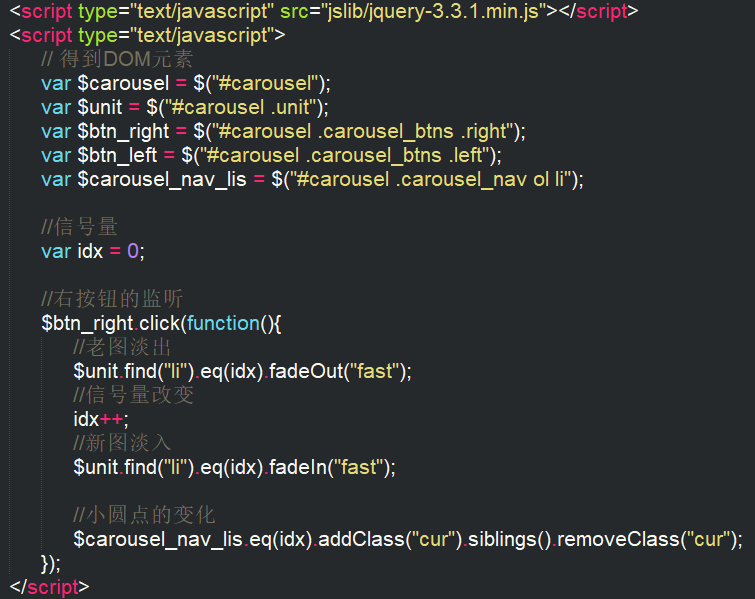 <script type="text/javascript" src="jslib/jquery-3.3.1.min.js"></script>
<script type="text/javascript">
// 得到DOM元素
var $carousel = $("#carousel");
var $unit = $("#carousel .unit");
var $btn_right = $("#carousel .carousel_btns .right");
var $btn_left = $("#carousel .carousel_btns .left");
var $carousel_nav_lis = $("#carousel .carousel_nav ol li");
//信号量
var idx = 0;
//右按钮的监听
$btn_right.click(function(){
//老图淡出
$unit.find("li").eq(idx).fadeOut("fast");
//信号量改变
idx++;
//新图淡入
$unit.find("li").eq(idx).fadeIn("fast");
//小圆点的变化
$carousel_nav_lis.eq(idx).addClass("cur").siblings().removeClass("cur");
});
</script>